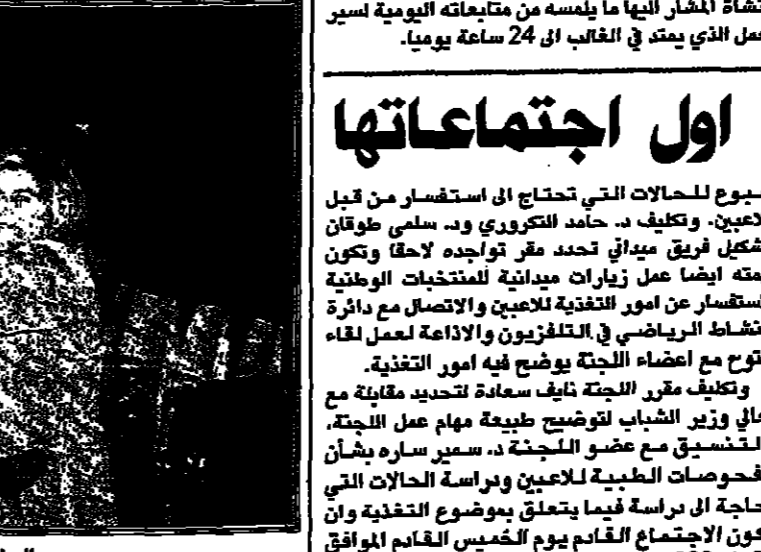 نشاة المشار اليها ما يلمسه من متابعاته اليومية لسير
عمل الذي يمتد في الغالب الى 24 ساعة يوميا.
اول اجتماعاتها
سبوع للحالات التي تحتاج الى استفسار من قبل
لاعبين. وتكليف د. حامد التكروري ود. سلمى طوقان
شكيل فريق ميداني تحدد مقر تواجده لاحقا وتكون
مته ايضا عمل زيارات ميدانية للمنتخبات الوطنية
ستفسار عن امور التغذية للاعبين والاتصال مع دائرة
نشاط الرياضي في التلفزيون والاذاعة لعمل لقاء
توح مع اعضاء اللجنة يوضح فيه امور التغذية.
وتكليف مقرر اللجنة نايف سعادة لتحديد مقابلة مع
عالي وزير الشباب لتوضيح طبيعة مهام عمل اللجنة،
لتنسيق مع عضو اللجنة د. سمير ساره بشأن
فحوصات الطبية للاعبين ودراسة الحالات التي
حاجة الى دراسة فيما يتعلق بموضوع التغذية وان
كون الاجتماع القادم يوم الخميس القادم الموافق